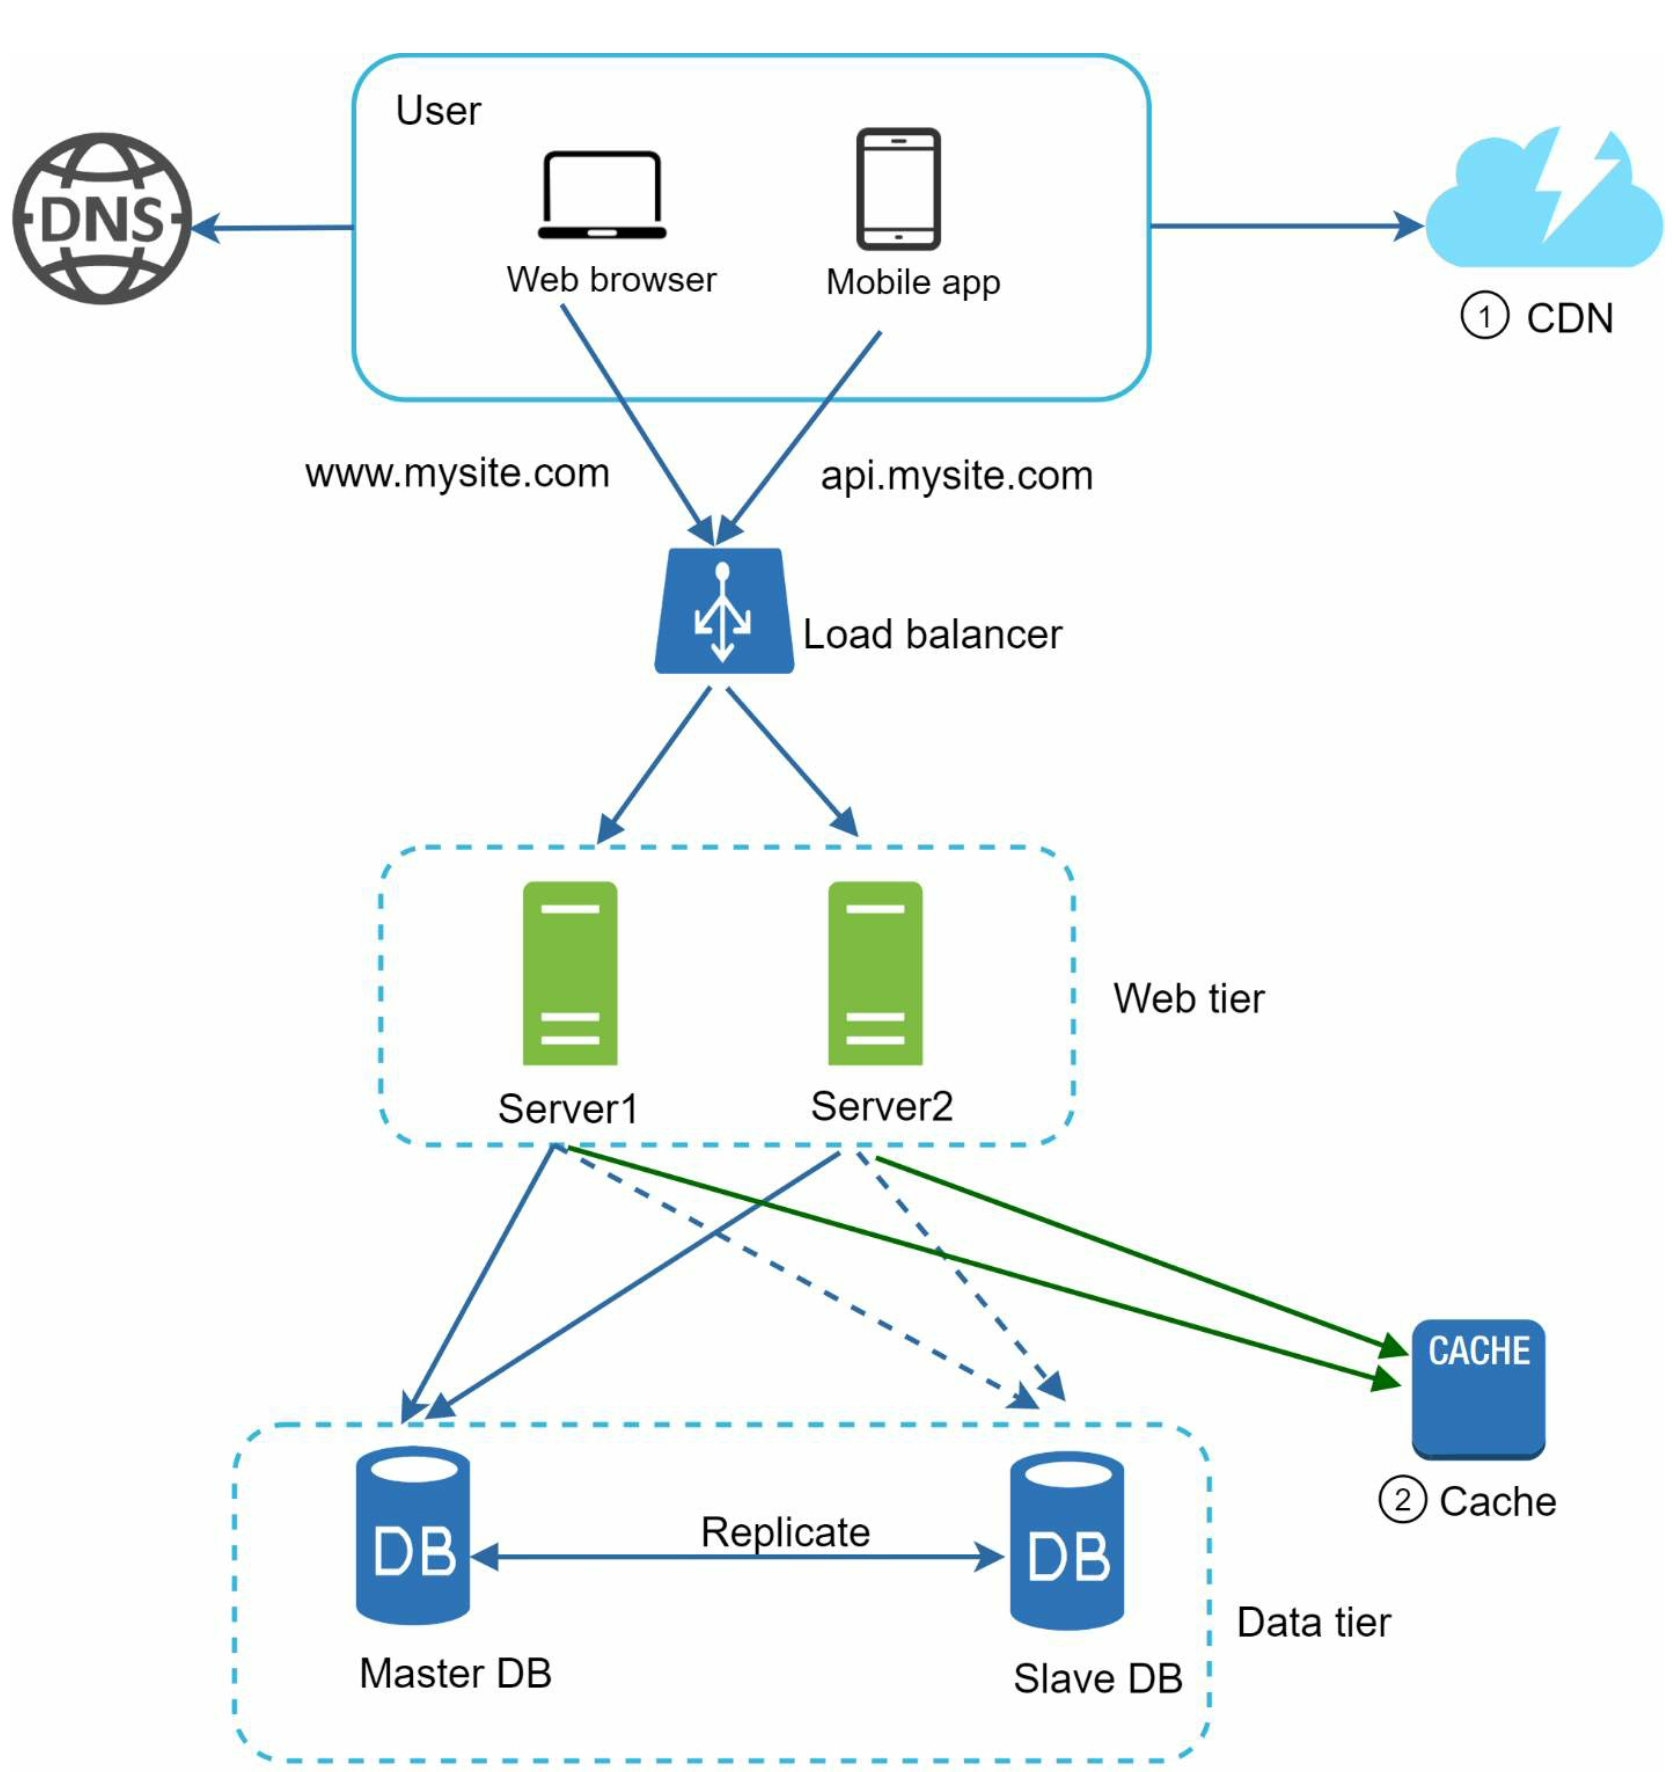 User
DNS
Web browser
Mobile app
1 CDN
www.mysite.com
api.mysite.com
Load balancer
Web tier
Server1
Server2
CACHE
2 Cache
DB
Replicate
DB
Data tier
Master DB
Slave DB